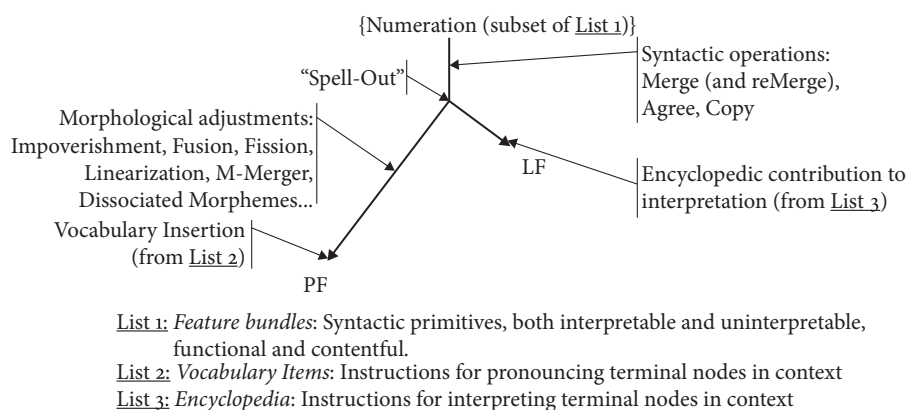 {Numeration (subset of List 1)}
Syntactic operations:
Merge (and reMerge),
Agree, Copy
“Spell-Out”
Morphological adjustments:
Impoverishment, Fusion, Fission,
Linearization, M-Merger,
Dissociated Morphemes...
LF
Encyclopedic contribution to
interpretation (from List 3)
Vocabulary Insertion
(from List 2)
PF
List 1: Feature bundles: Syntactic primitives, both interpretable and uninterpretable,
functional and contentful.
List 2: Vocabulary Items: Instructions for pronouncing terminal nodes in context
List 3: Encyclopedia: Instructions for interpreting terminal nodes in context